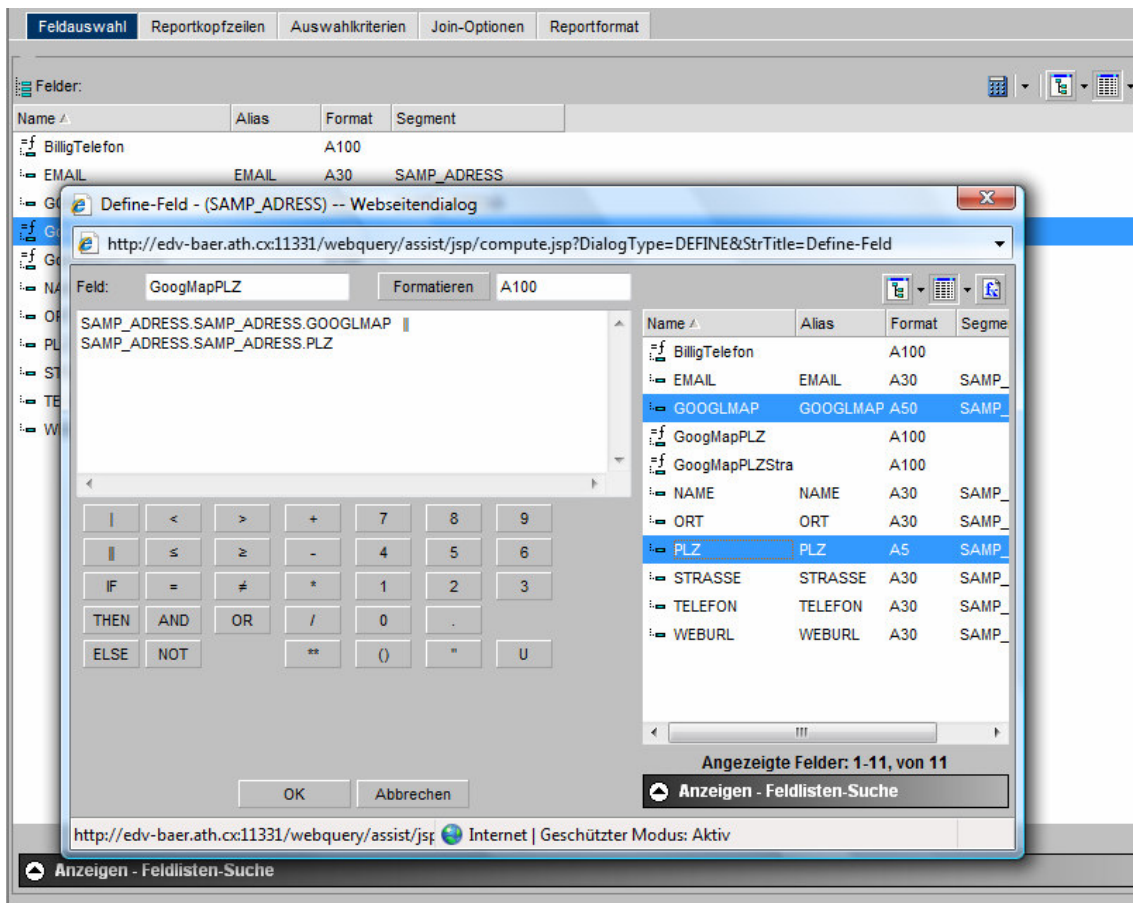 Feldauswahl Reportkopfzeilen Auswahlkriterien Join-Optionen Reportformat
Felder:
Name Alias Format Segment
BilligTelefon A100
EMAIL EMAIL A30 SAMP_ADRESS
Define-Feld - (SAMP_ADRESS) -- Webseitendialog
http://edv-baer.ath.cx:11331/webquery/assist/jsp/compute.jsp?DialogType=DEFINE&StrTitle=Define-Feld
Feld: GoogMapPLZ Formatieren A100
SAMP_ADRESS.SAMP_ADRESS.GOOGLMAP ||
SAMP_ADRESS.SAMP_ADRESS.PLZ
| < > + 7 8 9
|| ≤ ≥ - 4 5 6
IF = ≠ * 1 2 3
THEN AND OR / 0 .
ELSE NOT ** () " U
OK Abbrechen
Name Alias Format Segme
BilligTelefon A100
EMAIL EMAIL A30 SAMP_
GOOGLMAP GOOGLMAP A50 SAMP_
GoogMapPLZ A100
GoogMapPLZStra A100
NAME NAME A30 SAMP_
ORT ORT A30 SAMP_
PLZ PLZ A5 SAMP_
STRASSE STRASSE A30 SAMP_
TELEFON TELEFON A30 SAMP_
WEBURL WEBURL A30 SAMP_
Angezeigte Felder: 1-11, von 11
Anzeigen - Feldlisten-Suche
http://edv-baer.ath.cx:11331/webquery/assist/jsp Internet | Geschützter Modus: Aktiv
Anzeigen - Feldlisten-Suche